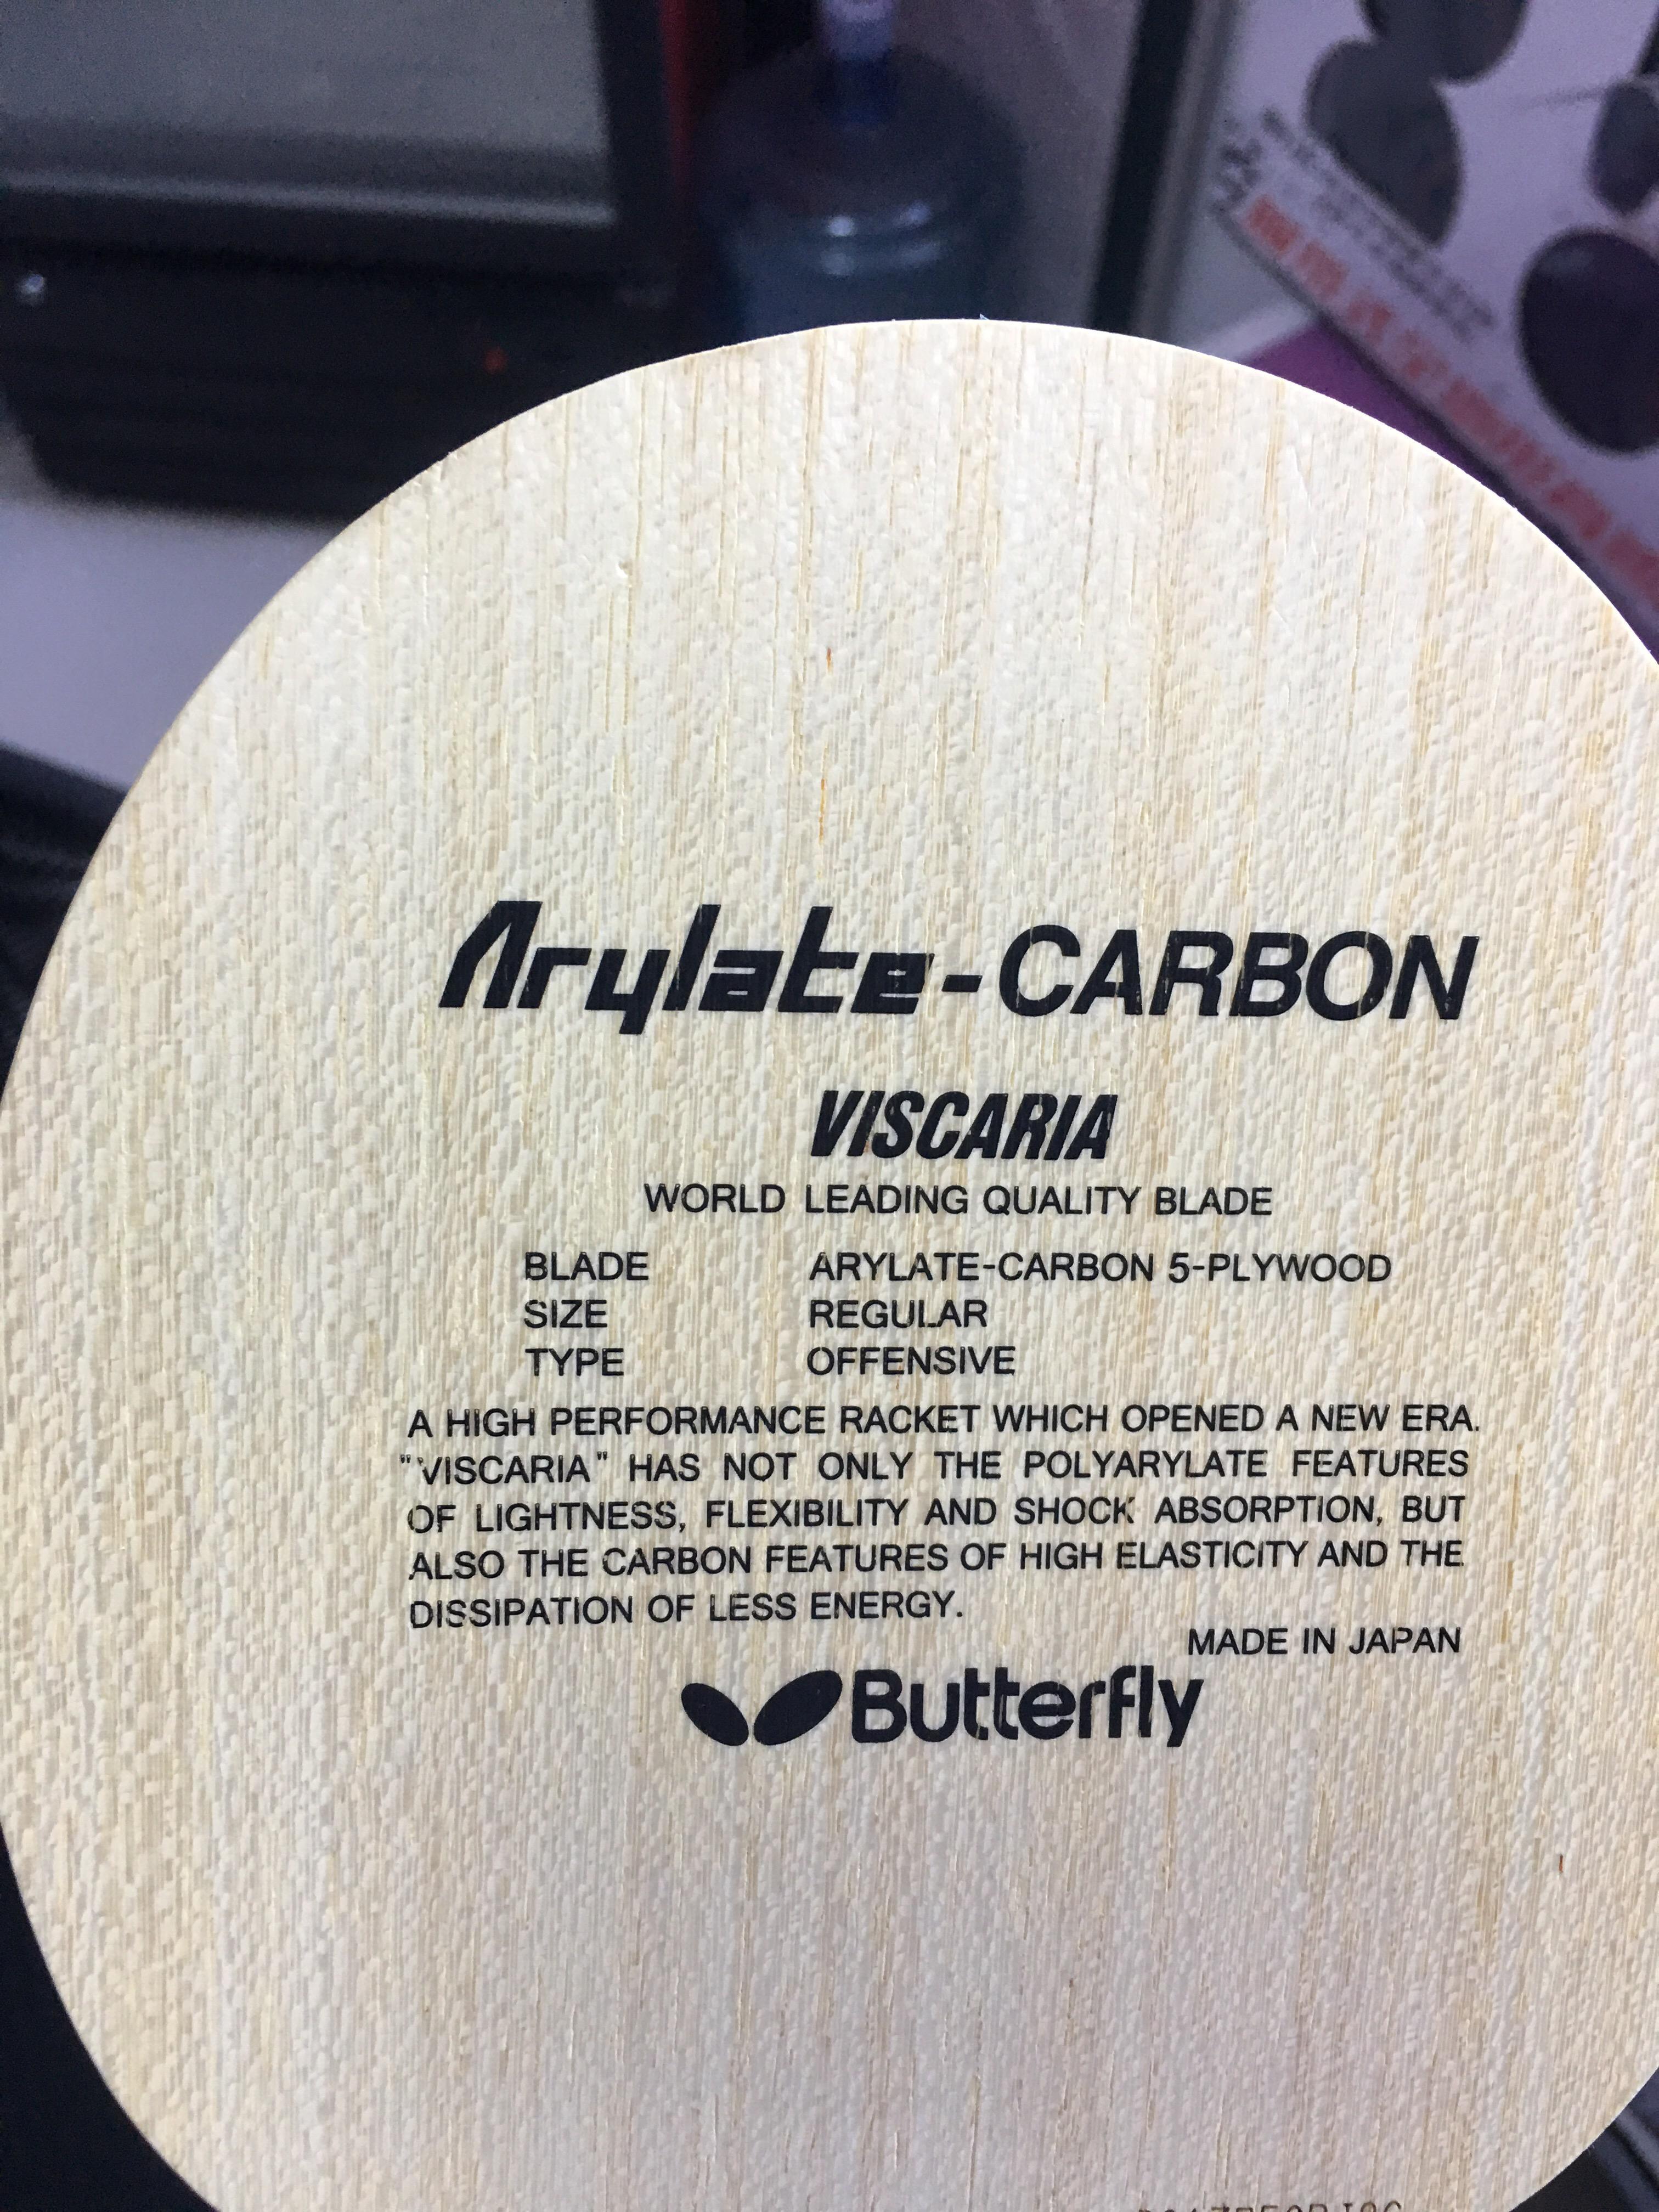 Arylate-CARBON
VISCARIA
WORLD LEADING QUALITY BLADE
BLADE ARYLATE-CARBON 5-PLYWOOD
SIZE REGULAR
TYPE OFFENSIVE
A HIGH PERFORMANCE RACKET WHICH OPENED A NEW ERA.
"VISCARIA" HAS NOT ONLY THE POLYARYLATE FEATURES
OF LIGHTNESS, FLEXIBILITY AND SHOCK ABSORPTION, BUT
ALSO THE CARBON FEATURES OF HIGH ELASTICITY AND THE
DISSIPATION OF LESS ENERGY.
MADE IN JAPAN
Butterfly